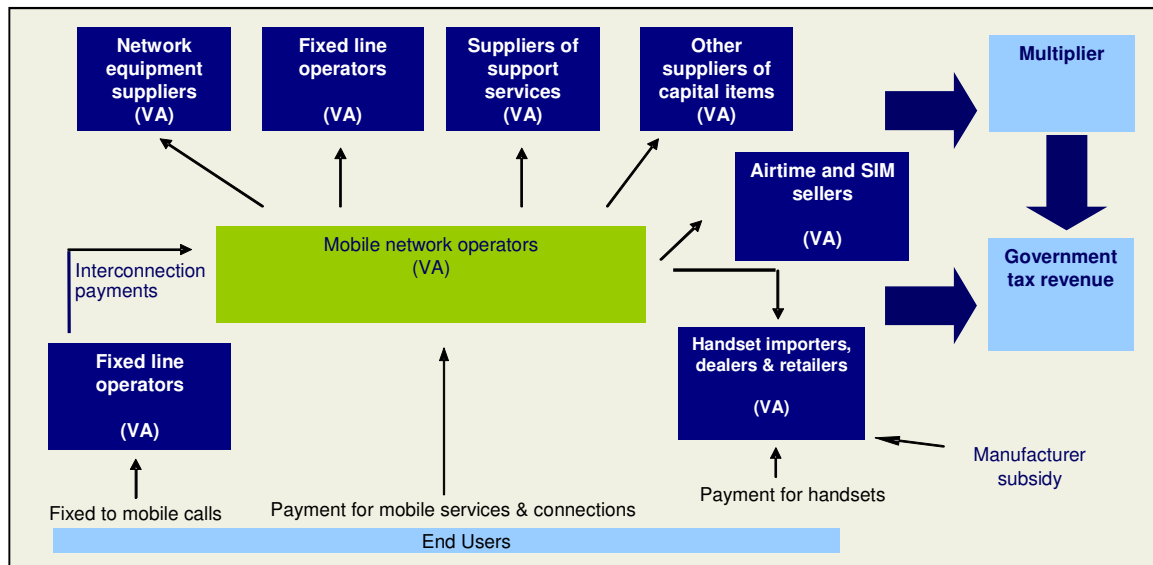 Network
equipment
suppliers
(VA)
Fixed line
operators
(VA)
Suppliers of
support
services
(VA)
Other
suppliers of
capital items
(VA)
Multiplier
Airtime and SIM
sellers
(VA)
Mobile network operators
(VA)
Government
tax revenue
Interconnection
payments
Handset importers,
dealers & retailers
(VA)
Fixed line
operators
(VA)
Manufacturer
subsidy
Fixed to mobile calls
Payment for mobile services & connections
Payment for handsets
End Users